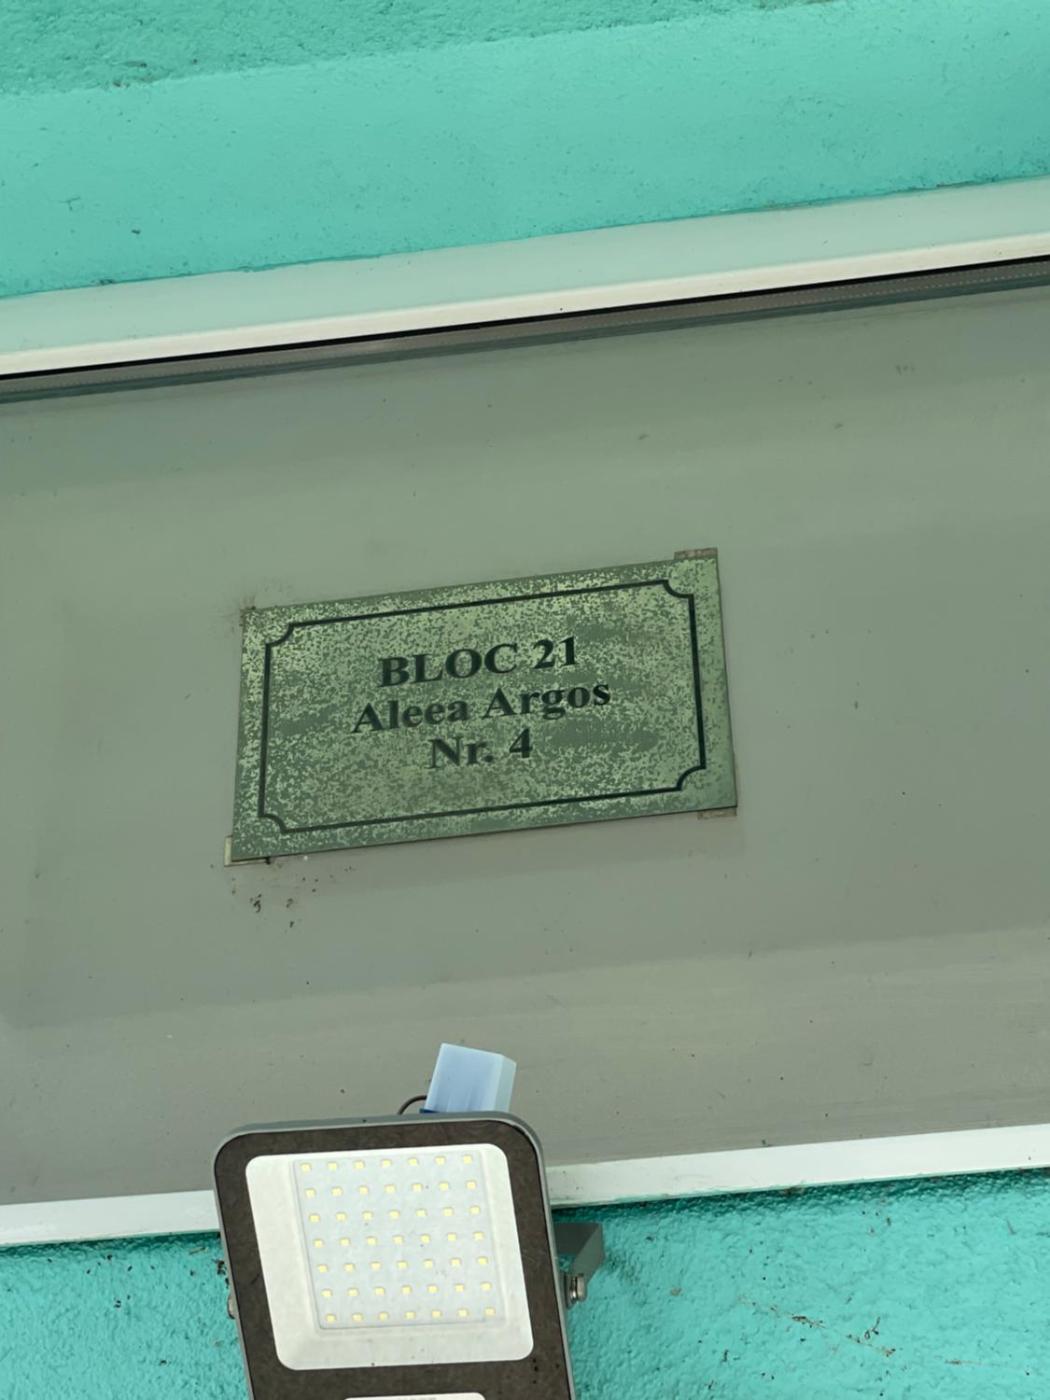 BLOC 21
Aleea Argos
Nr. 4